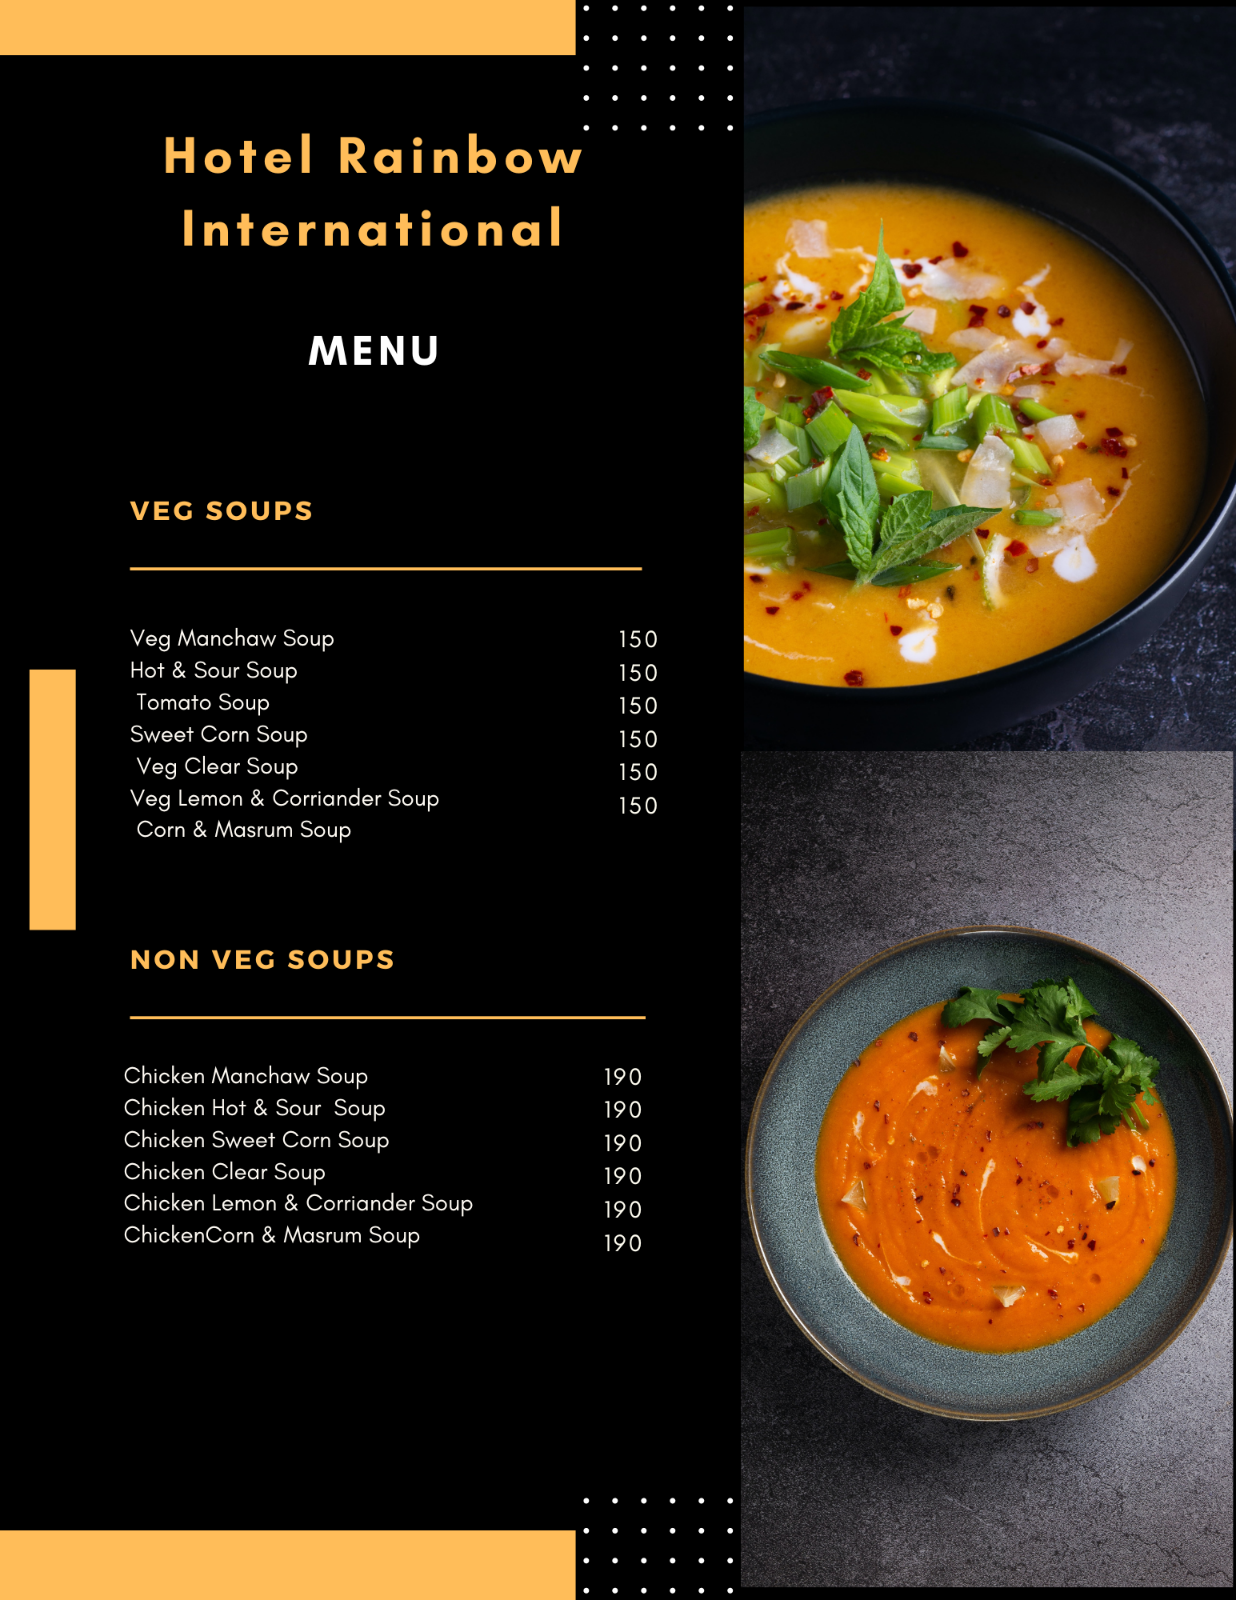 Hotel Rainbow
International
MENU
VEG SOUPS
Veg Manchaw Soup 150
Hot & Sour Soup 150
Tomato Soup 150
Sweet Corn Soup 150
Veg Clear Soup 150
Veg Lemon & Corriander Soup 150
Corn & Masrum Soup
NON VEG SOUPS
Chicken Manchaw Soup 190
Chicken Hot & Sour  Soup 190
Chicken Sweet Corn Soup 190
Chicken Clear Soup 190
Chicken Lemon & Corriander Soup 190
ChickenCorn & Masrum Soup 190